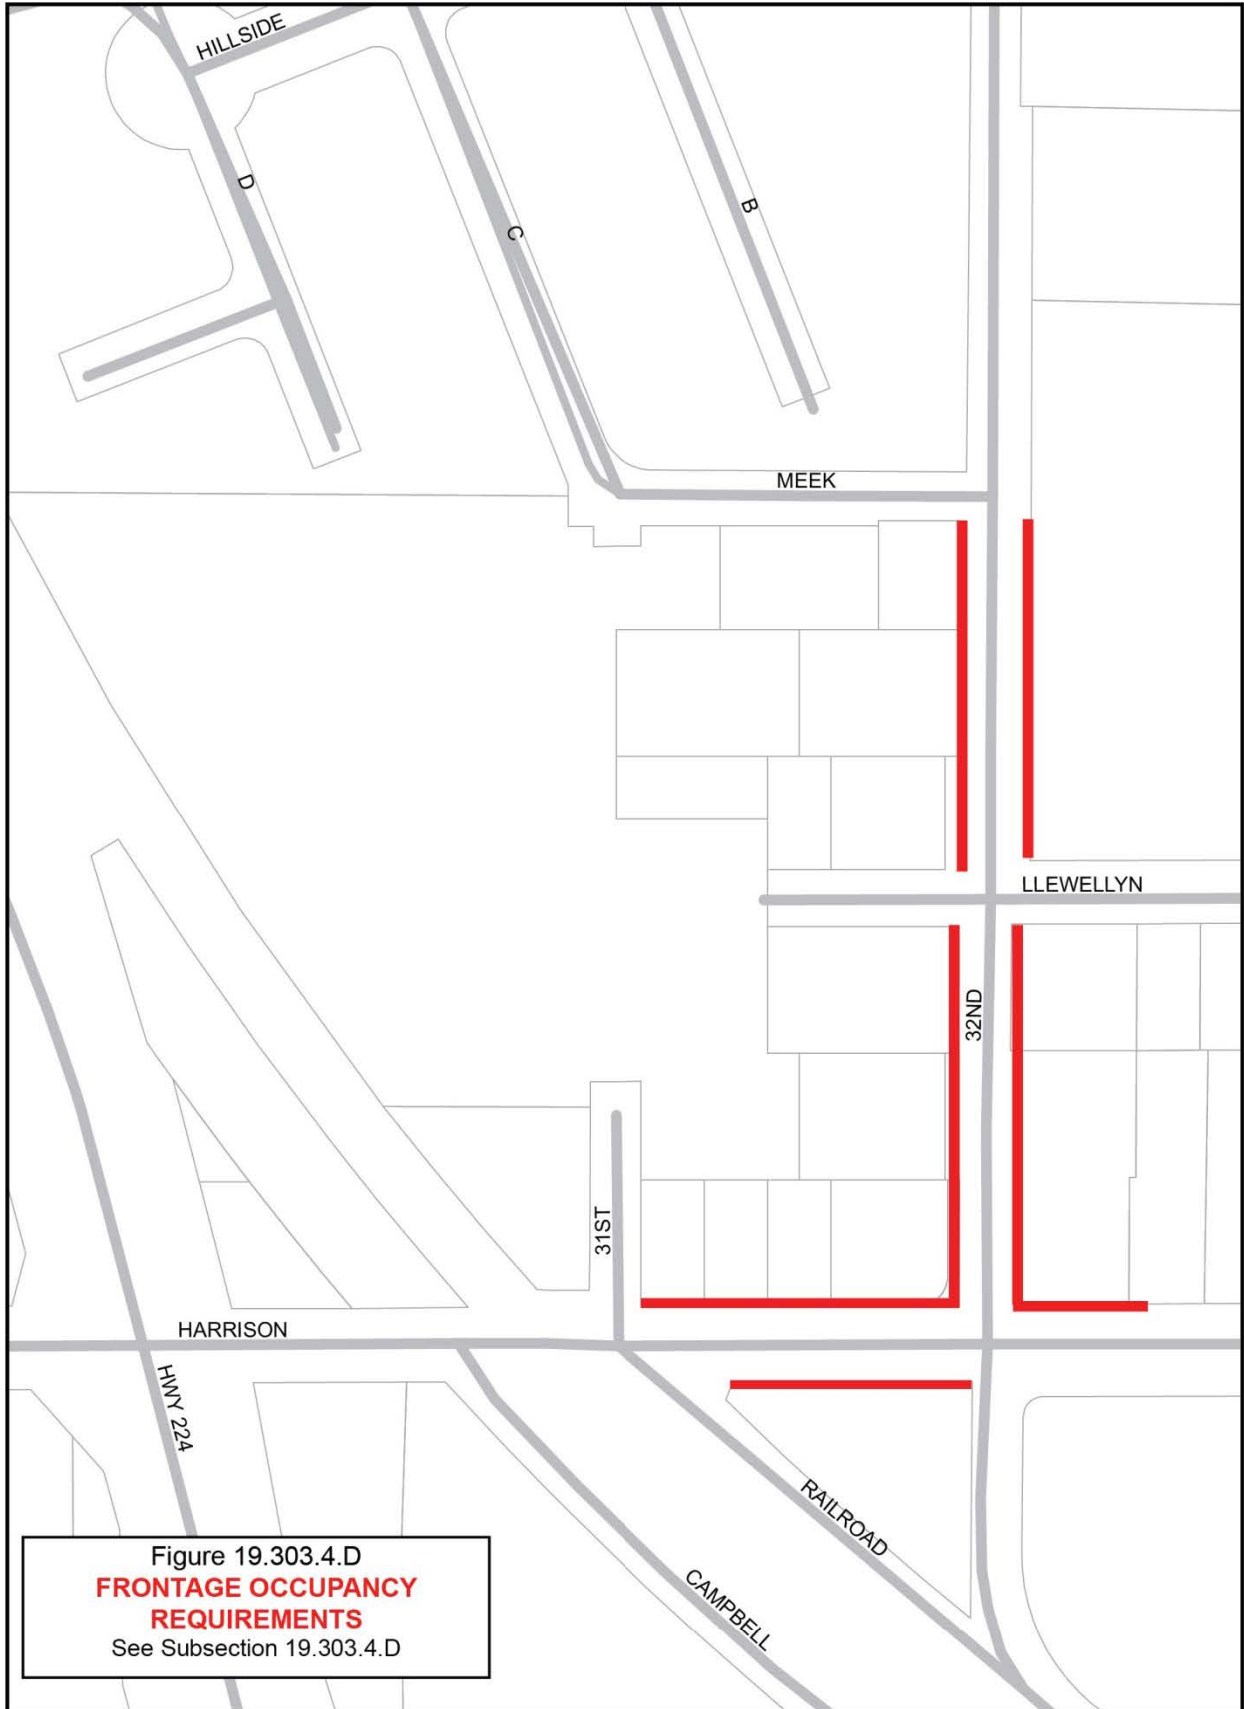 HILLSIDE
D
B
C
MEEK
LLEWELLYN
32ND
31ST
HARRISON
HWY 224
RAILROAD
CAMPBELL
Figure 19.303.4.D
FRONTAGE OCCUPANCY
REQUIREMENTS
See Subsection 19.303.4.D